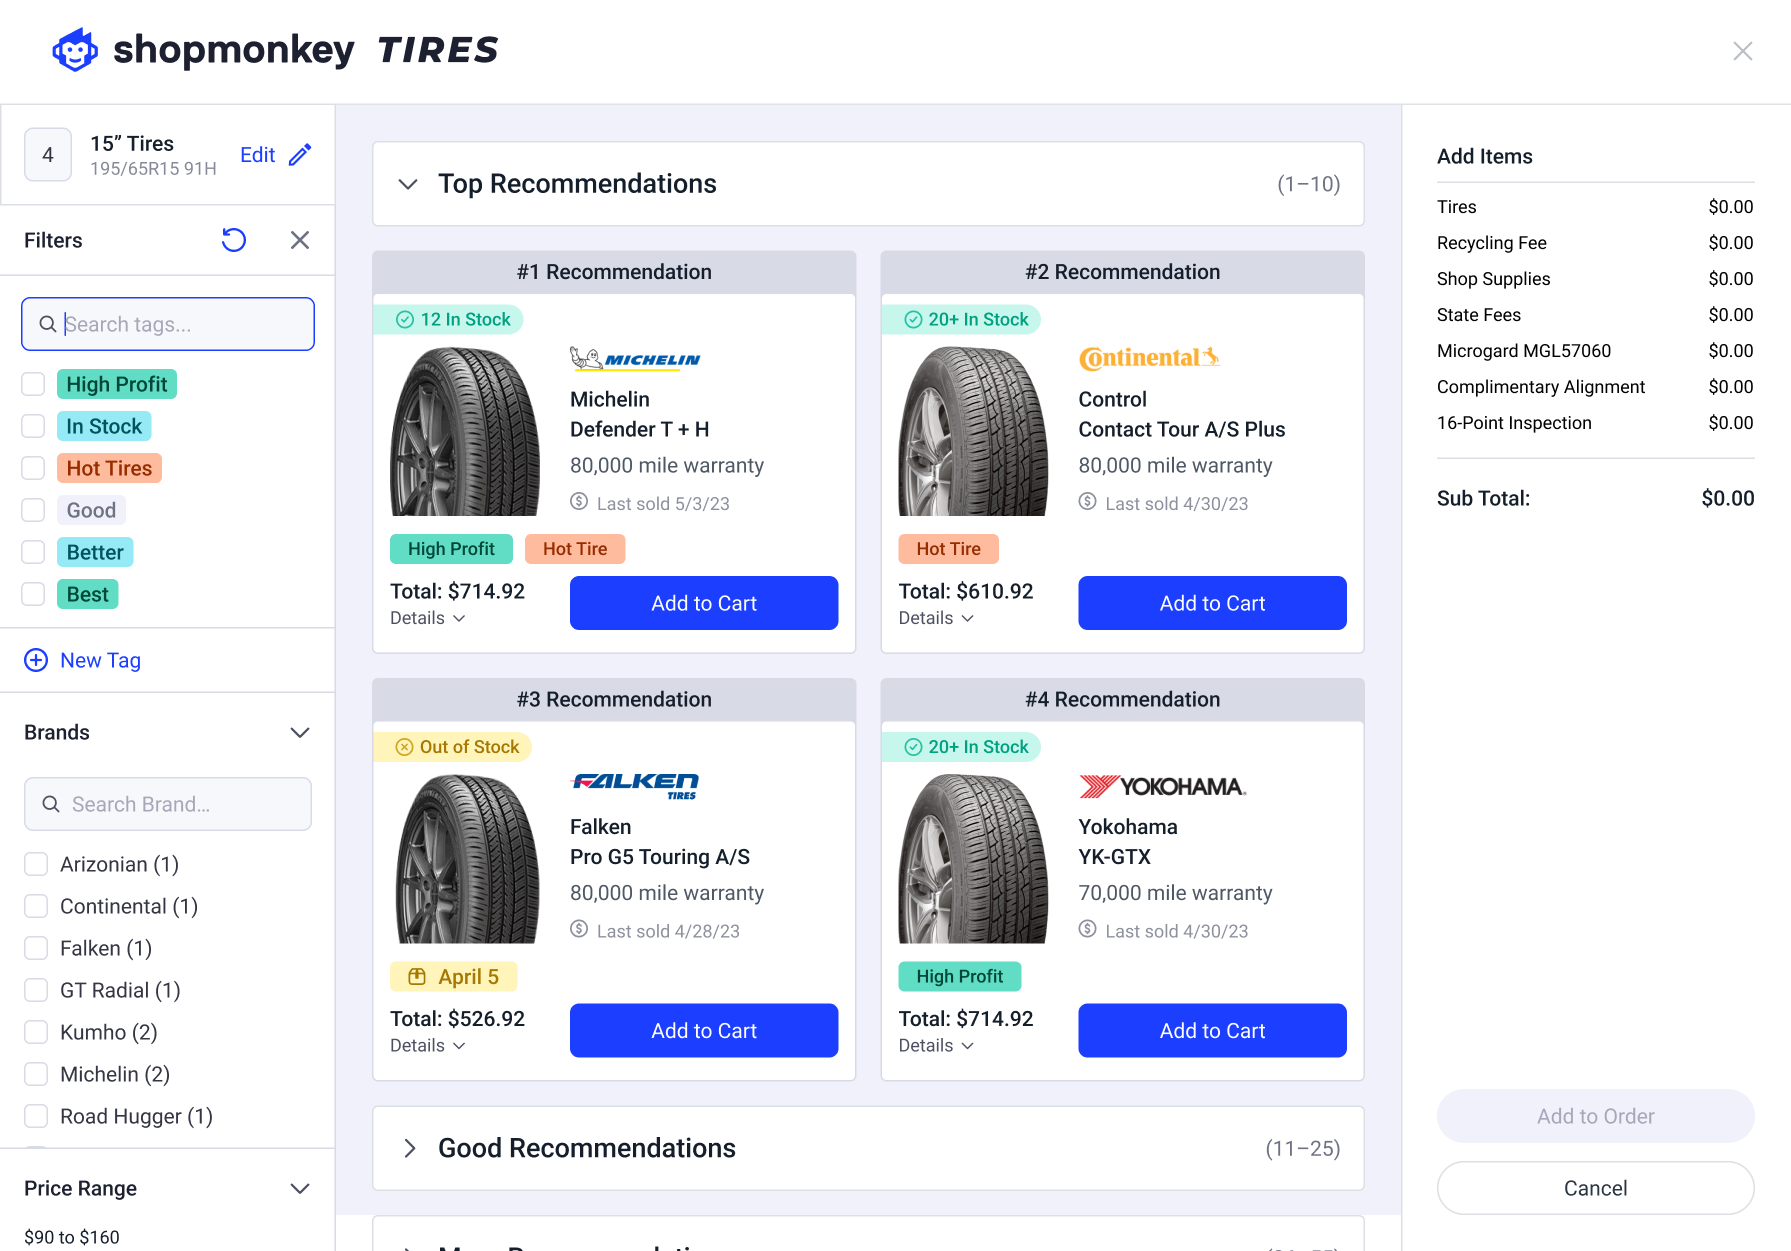 shopmonkey TIRES
4
15” Tires
195/65R15 91H
Edit
Filters
Search tags...
High Profit
In Stock
Hot Tires
Good
Better
Best
New Tag
Brands
Search Brand...
Arizonian (1)
Continental (1)
Falken (1)
GT Radial (1)
Kumho (2)
Michelin (2)
Road Hugger (1)
Price Range
$90 to $160
Top Recommendations
(1–10)
#1 Recommendation
12 In Stock
MICHELIN
Michelin
Defender T + H
80,000 mile warranty
Last sold 5/3/23
High Profit
Hot Tire
Total: $714.92
Details
Add to Cart
#2 Recommendation
20+ In Stock
Continental
Control
Contact Tour A/S Plus
80,000 mile warranty
Last sold 4/30/23
Hot Tire
Total: $610.92
Details
Add to Cart
#3 Recommendation
Out of Stock
FALKEN
TIRES
Falken
Pro G5 Touring A/S
80,000 mile warranty
Last sold 4/28/23
April 5
Total: $526.92
Details
Add to Cart
#4 Recommendation
20+ In Stock
YOKOHAMA
Yokohama
YK-GTX
70,000 mile warranty
Last sold 4/30/23
High Profit
Total: $714.92
Details
Add to Cart
Good Recommendations
(11–25)
Add Items
Tires $0.00
Recycling Fee $0.00
Shop Supplies $0.00
State Fees $0.00
Microgard MGL57060 $0.00
Complimentary Alignment $0.00
16-Point Inspection $0.00
Sub Total: $0.00
Add to Order
Cancel